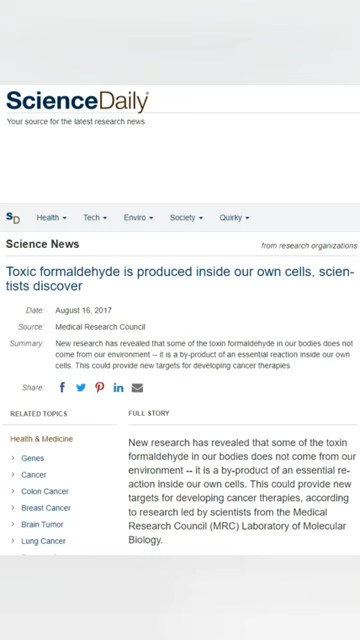 ScienceDaily®
Your source for the latest research news
SD Health Tech Enviro Society Quirky
Science News from research organizations
Toxic formaldehyde is produced inside our own cells, scien-
tists discover
Date: August 16, 2017
Source: Medical Research Council
Summary: New research has revealed that some of the toxin formaldehyde in our bodies does not
come from our environment -- it is a by-product of an essential reaction inside our own
cells. This could provide new targets for developing cancer therapies.
Share: f in
RELATED TOPICS
Health & Medicine
> Genes
> Cancer
> Colon Cancer
> Breast Cancer
> Brain Tumor
> Lung Cancer
FULL STORY
New research has revealed that some of the toxin
formaldehyde in our bodies does not come from our
environment -- it is a by-product of an essential re-
action inside our own cells. This could provide new
targets for developing cancer therapies, according
to research led by scientists from the Medical
Research Council (MRC) Laboratory of Molecular
Biology.